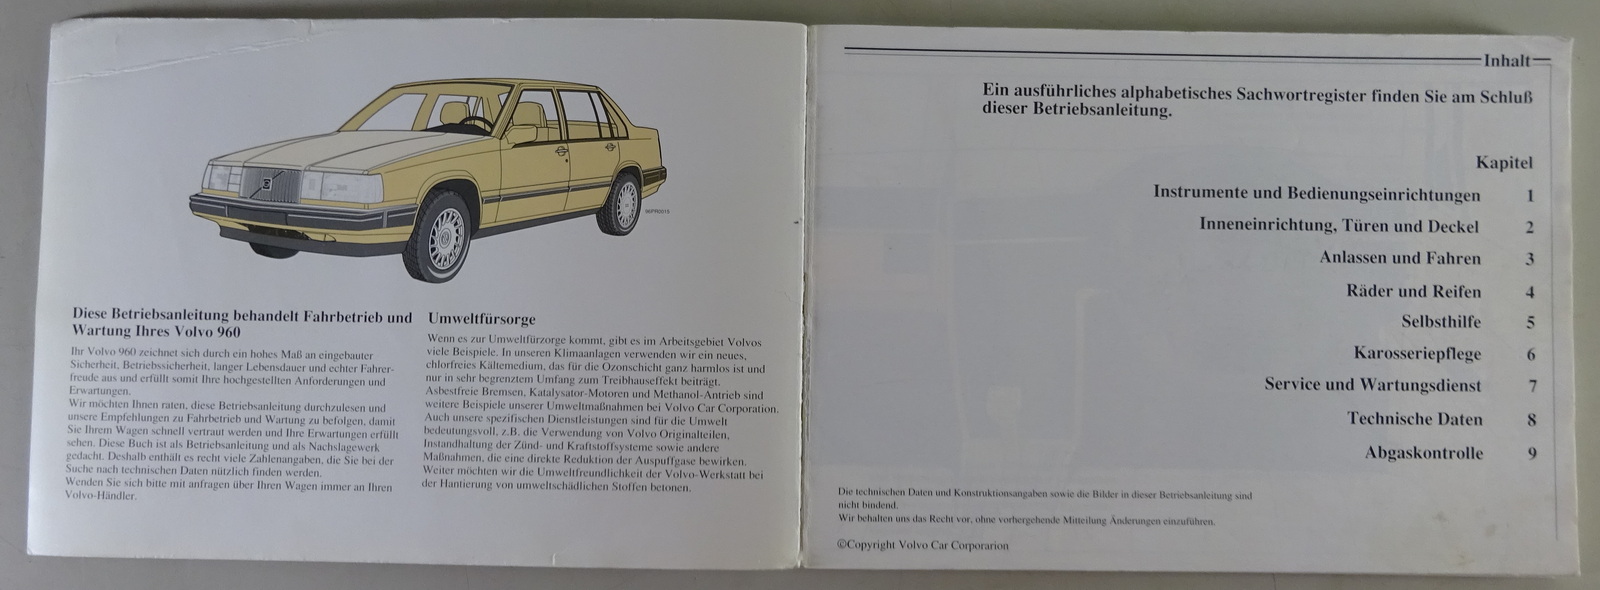 W/PR0015
Diese Betriebsanleitung behandelt Fahrbetrieb und
Wartung Ihres Volvo 960
Ihr Volvo 960 zeichnet sich durch ein hohes Maß an eingebauter
Sicherheit, Betriebssicherheit, langer Lebensdauer und echter Fahrer-
freude aus und erfüllt somit Ihre hochgestellten Anforderungen und
Erwartungen.
Wir möchten Ihnen raten, diese Betriebsanleitung durchzulesen und
unsere Empfehlungen zu Fahrbetrieb und Wartung zu befolgen, damit
Sie Ihrem Wagen schnell vertraut werden und Ihre Erwartungen erfüllt
sehen. Diese Buch ist als Betriebsanleitung und als Nachslagewerk
gedacht. Deshalb enthält es recht viele Zahlenangaben, die Sie bei der
Suche nach technischen Daten nützlich finden werden.
Wenden Sie sich bitte mit anfragen über Ihren Wagen immer an Ihren
Volvo-Händler.
Umweltfürsorge
Wenn es zur Umweltfürzorge kommt, gibt es im Arbeitsgebiet Volvos
viele Beispiele. In unseren Klimaanlagen verwenden wir ein neues,
chlorfreies Kältemedium, das für die Ozonschicht ganz harmlos ist und
nur in sehr begrenztem Umfang zum Treibhauseffekt beiträgt.
Asbestfreie Bremsen, Katalysator-Motoren und Methanol-Antrieb sind
weitere Beispiele unserer Umweltmaßnahmen bei Volvo Car Corporation.
Auch unsere spezifischen Dienstleistungen sind für die Umwelt
bedeutungsvoll, z.B. die Verwendung von Volvo Originalteilen,
Instandhaltung der Zünd- und Kraftstoffsysteme sowie andere
Maßnahmen, die eine direkte Reduktion der Auspuffgase bewirken.
Weiter möchten wir die Umweltfreundlichkeit der Volvo-Werkstatt bei
der Hantierung von umweltschädlichen Stoffen betonen.
Inhalt
Ein ausführliches alphabetisches Sachwortregister finden Sie am Schluß
dieser Betriebsanleitung.
Kapitel
Instrumente und Bedienungseinrichtungen 1
Inneneinrichtung, Türen und Deckel 2
Anlassen und Fahren 3
Räder und Reifen 4
Selbsthilfe 5
Karosseriepflege 6
Service und Wartungsdienst 7
Technische Daten 8
Abgaskontrolle 9
Die technischen Daten und Konstruktionsangaben sowie die Bilder in dieser Betriebsanleitung sind
nicht bindend.
Wir behalten uns das Recht vor, ohne vorhergehende Mitteilung Änderungen einzuführen.
©Copyright Volvo Car Corporarion